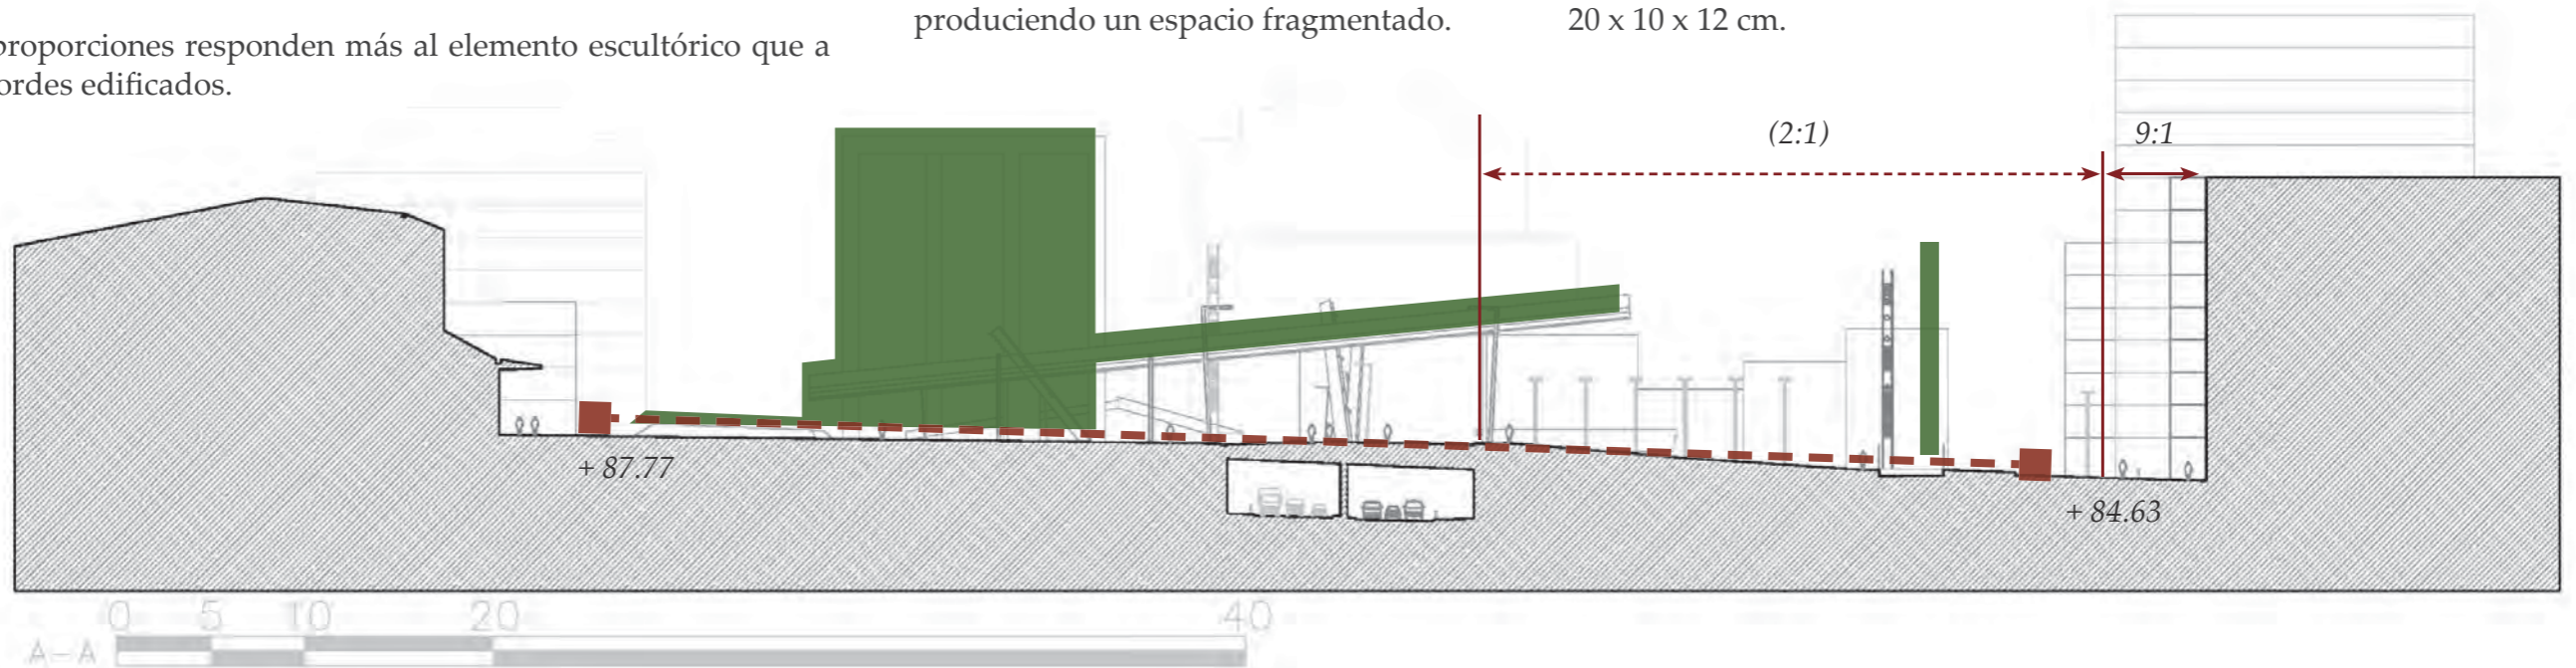 proporciones responden más al elemento escultórico que a
ordes edificados.
produciendo un espacio fragmentado.
20 x 10 x 12 cm.
(2:1)
9:1
+ 87.77
+ 84.63
0 5 10 20 40
A-A